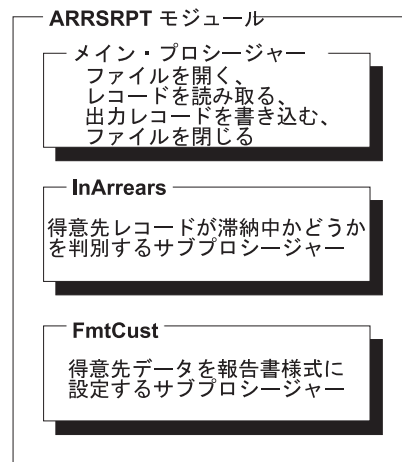 ARRSRPT モジュール
メイン・プロシージャー
ファイルを開く、
レコードを読み取る、
出力レコードを書き込む、
ファイルを閉じる
InArrears
得意先レコードが滞納中かどうか
を判別するサブプロシージャー
FmtCust
得意先データを報告書様式に
設定するサブプロシージャー